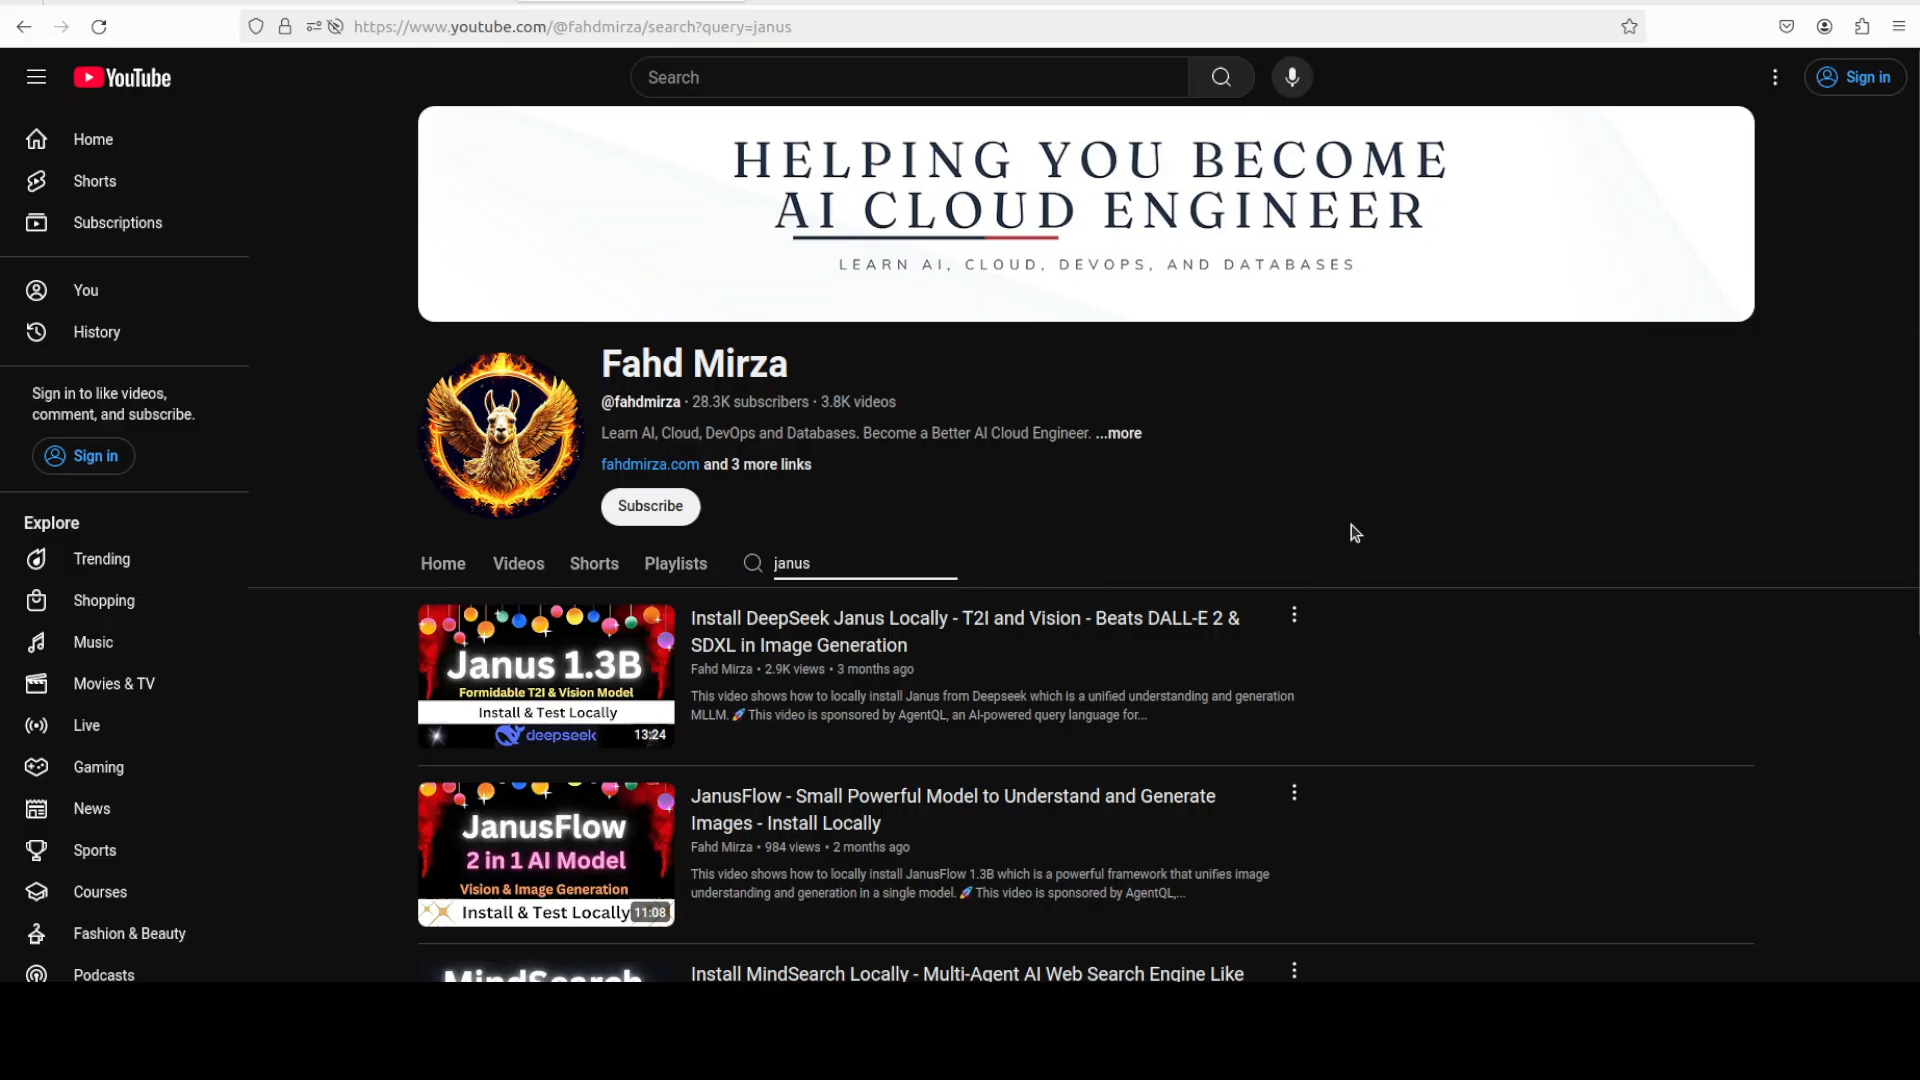 https://www.youtube.com/@fahdmirza/search?query=janus
YouTube
Search
Sign in
Home
Shorts
Subscriptions
You
History
Sign in to like videos,
comment, and subscribe.
Sign in
Explore
Trending
Shopping
Music
Movies & TV
Live
Gaming
News
Sports
Courses
Fashion & Beauty
Podcasts
HELPING YOU BECOME
AI CLOUD ENGINEER
LEARN AI, CLOUD, DEVOPS, AND DATABASES
Fahd Mirza
@fahdmirza · 28.3K subscribers · 3.8K videos
Learn AI, Cloud, DevOps and Databases. Become a Better AI Cloud Engineer. ...more
fahdmirza.com and 3 more links
Subscribe
Home Videos Shorts Playlists janus
Janus 1.3B
Formidable T2I & Vision Model
Install & Test Locally
deepseek 13:24
Install DeepSeek Janus Locally - T2I and Vision - Beats DALL-E 2 &
SDXL in Image Generation
Fahd Mirza • 2.9K views • 3 months ago
This video shows how to locally install Janus from Deepseek which is a unified understanding and generation
MLLM. 🚀 This video is sponsored by AgentQL, an AI-powered query language for...
JanusFlow
2 in 1 AI Model
Vision & Image Generation
Install & Test Locally 11:08
JanusFlow - Small Powerful Model to Understand and Generate
Images - Install Locally
Fahd Mirza • 984 views • 2 months ago
This video shows how to locally install JanusFlow 1.3B which is a powerful framework that unifies image
understanding and generation in a single model. 🚀 This video is sponsored by AgentQL,...
MindSearch
Install MindSearch Locally - Multi-Agent AI Web Search Engine Like